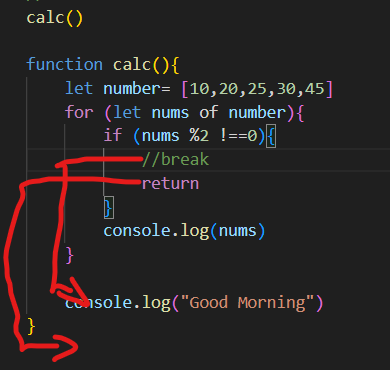 calc()
function calc(){
let number= [10,20,25,30,45]
for (let nums of number){
if (nums %2 !==0){
//break
return
}
console.log(nums)
}
console.log("Good Morning")
}